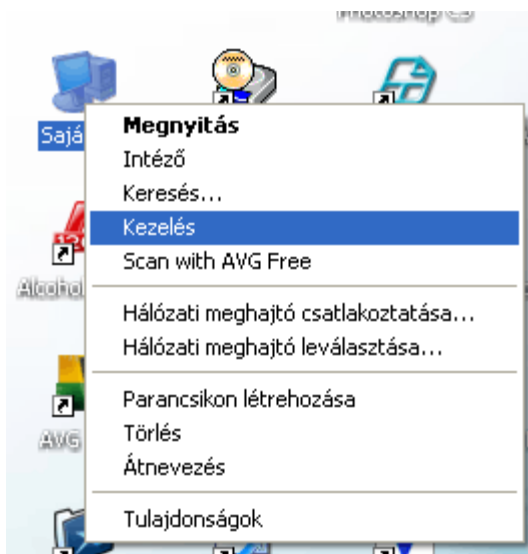 Photoshop CS
Sajá
Megnyitás
Intéző
Keresés...
Kezelés
Scan with AVG Free
Alcohol
Hálózati meghajtó csatlakoztatása...
Hálózati meghajtó leválasztása...
Parancsikon létrehozása
AVG
Törlés
Átnevezés
Tulajdonságok